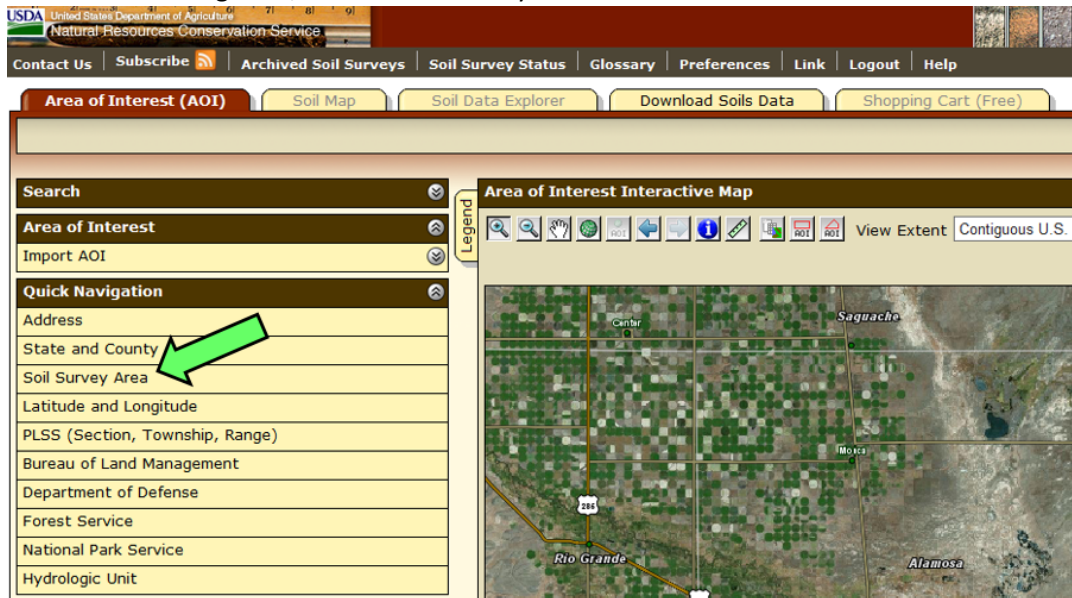 USDA United States Department of Agriculture
Natural Resources Conservation Service
Contact Us Subscribe Archived Soil Surveys Soil Survey Status Glossary Preferences Link Logout Help
Area of Interest (AOI) Soil Map Soil Data Explorer Download Soils Data Shopping Cart (Free)
Search
Area of Interest
Import AOI
Quick Navigation
Address
State and County
Soil Survey Area
Latitude and Longitude
PLSS (Section, Township, Range)
Bureau of Land Management
Department of Defense
Forest Service
National Park Service
Hydrologic Unit
Legend
Area of Interest Interactive Map
AOI AOI AOI View Extent Contiguous U.S.
Center
Saguache
Mosca
285
Rio Grande
Alamosa